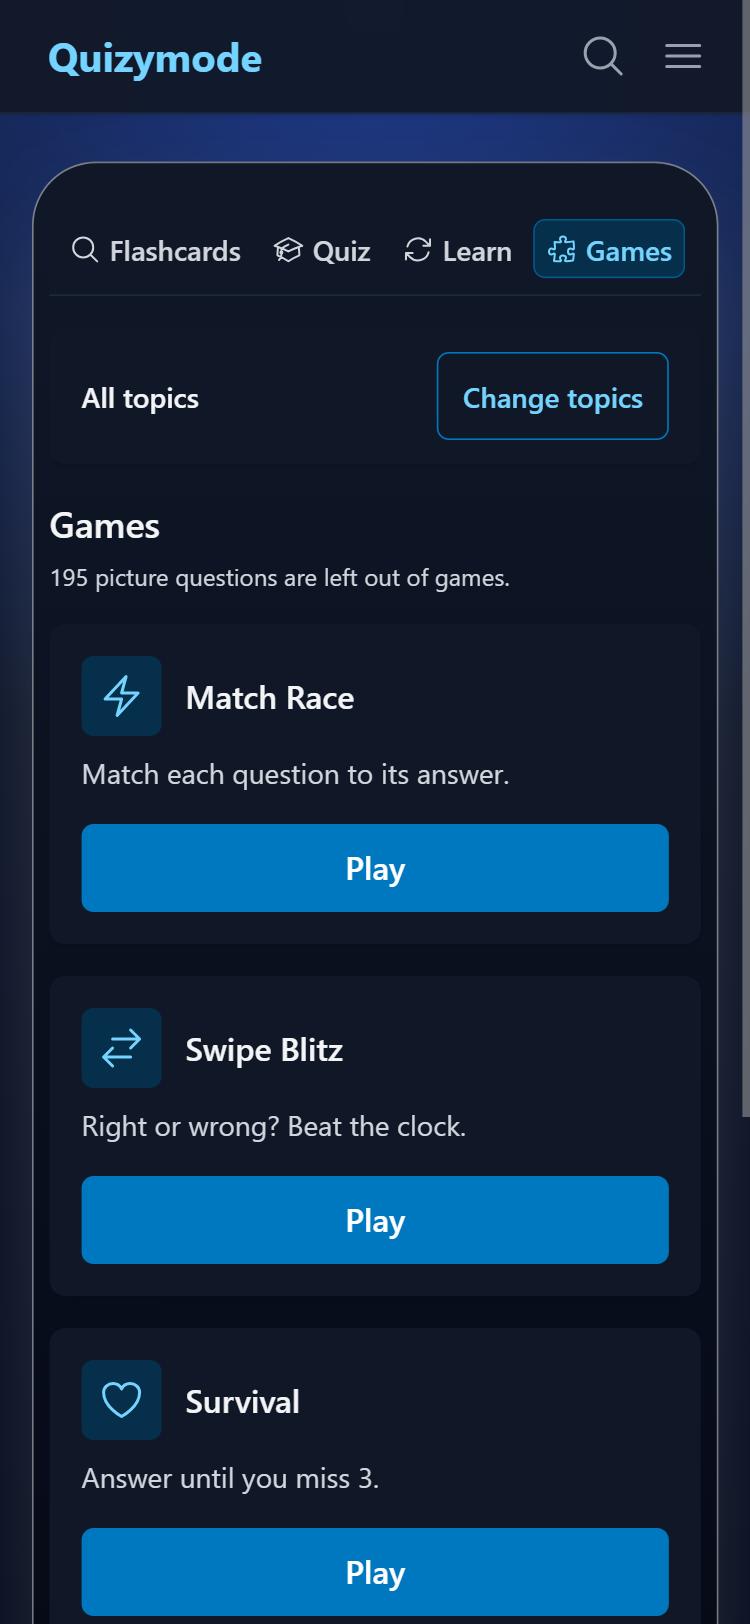 Quizymode
Flashcards Quiz Learn Games
All topics Change topics
Games
195 picture questions are left out of games.
Match Race
Match each question to its answer.
Play
Swipe Blitz
Right or wrong? Beat the clock.
Play
Survival
Answer until you miss 3.
Play